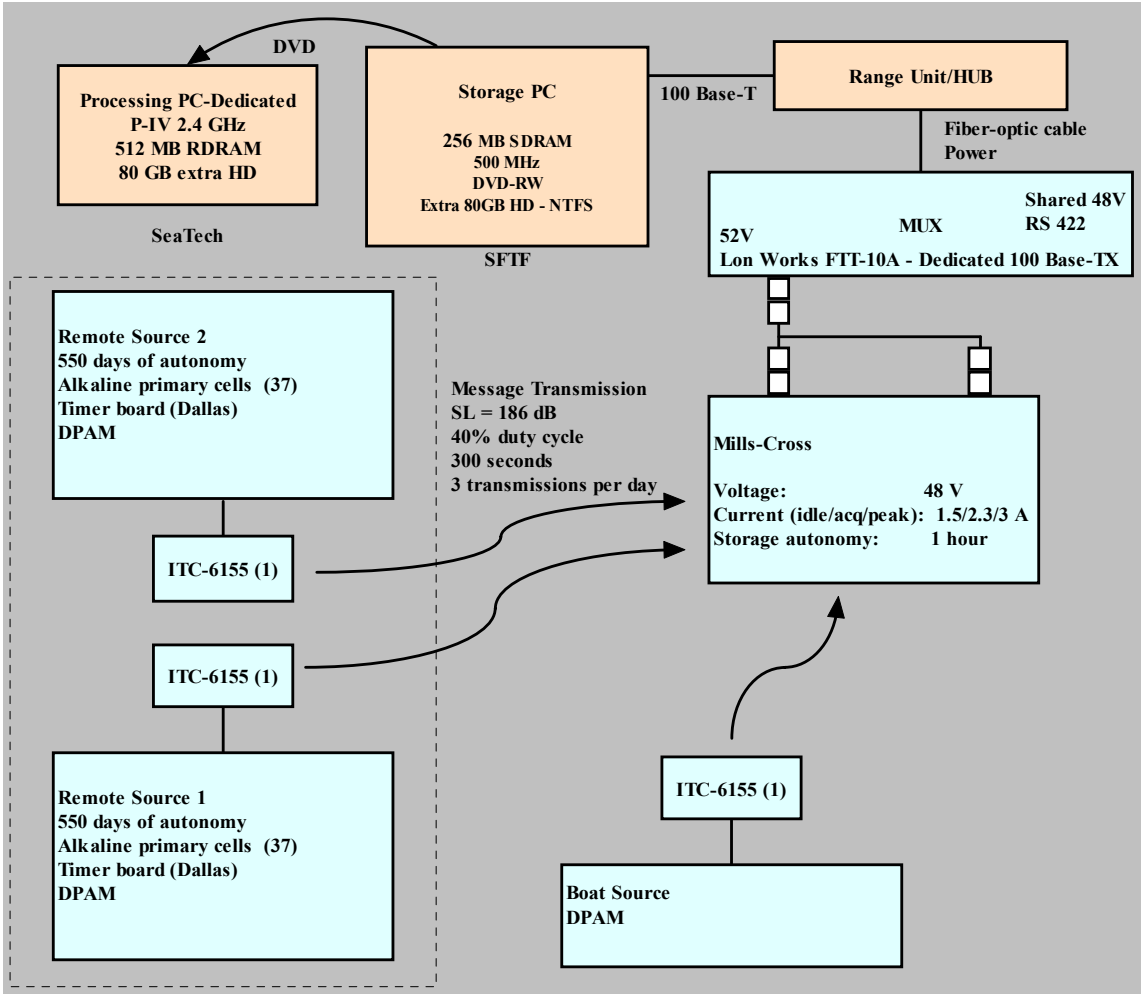 DVD
Processing PC-Dedicated
P-IV 2.4 GHz
512 MB RDRAM
80 GB extra HD
SeaTech
Storage PC
256 MB SDRAM
500 MHz
DVD-RW
Extra 80GB HD - NTFS
SFTF
100 Base-T
Range Unit/HUB
Fiber-optic cable
Power
Shared 48V
MUX RS 422
52V
Lon Works FTT-10A - Dedicated 100 Base-TX
Remote Source 2
550 days of autonomy
Alkaline primary cells (37)
Timer board (Dallas)
DPAM
ITC-6155 (1)
Message Transmission
SL = 186 dB
40% duty cycle
300 seconds
3 transmissions per day
Mills-Cross
Voltage: 48 V
Current (idle/acq/peak): 1.5/2.3/3 A
Storage autonomy: 1 hour
ITC-6155 (1)
Remote Source 1
550 days of autonomy
Alkaline primary cells (37)
Timer board (Dallas)
DPAM
ITC-6155 (1)
Boat Source
DPAM